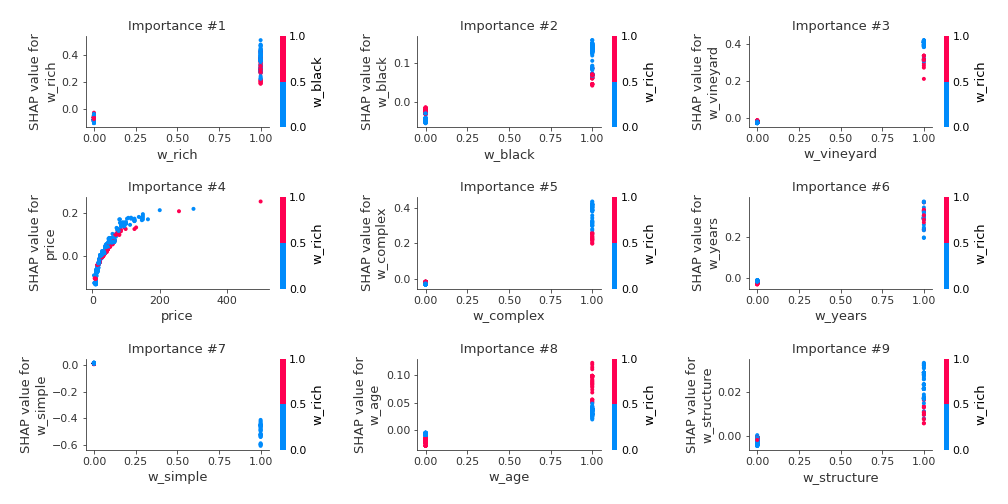 Importance #1
SHAP value for
w_rich
0.4
0.2
0.0
0.00 0.25 0.50 0.75 1.00
w_rich
1.0
0.5
0.0
w_black
Importance #2
SHAP value for
w_black
0.1
0.0
0.00 0.25 0.50 0.75 1.00
w_black
1.0
0.5
0.0
w_rich
Importance #3
SHAP value for
w_vineyard
0.4
0.2
0.0
0.00 0.25 0.50 0.75 1.00
w_vineyard
1.0
0.5
0.0
w_rich
Importance #4
SHAP value for
price
0.2
0.0
0 200 400
price
1.0
0.5
0.0
w_rich
Importance #5
SHAP value for
w_complex
0.4
0.2
0.0
0.00 0.25 0.50 0.75 1.00
w_complex
1.0
0.5
0.0
w_rich
Importance #6
SHAP value for
w_years
0.2
0.0
0.00 0.25 0.50 0.75 1.00
w_years
1.0
0.5
0.0
w_rich
Importance #7
SHAP value for
w_simple
0.0
−0.2
−0.4
−0.6
0.00 0.25 0.50 0.75 1.00
w_simple
1.0
0.5
0.0
w_rich
Importance #8
SHAP value for
w_age
0.10
0.05
0.00
0.00 0.25 0.50 0.75 1.00
w_age
1.0
0.5
0.0
w_rich
Importance #9
SHAP value for
w_structure
0.02
0.00
0.00 0.25 0.50 0.75 1.00
w_structure
1.0
0.5
0.0
w_rich